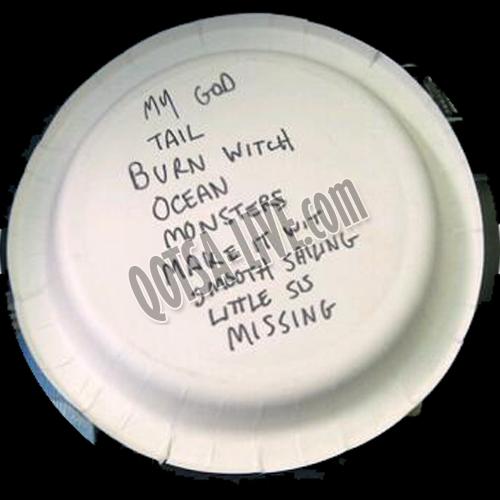 MY GOD
TAIL
BURN WITCH
OCEAN
MONSTERS
MAKE IT WIT
SMOOTH SAILING
LITTLE SIS
MISSING
QOTSA-LIVE.com